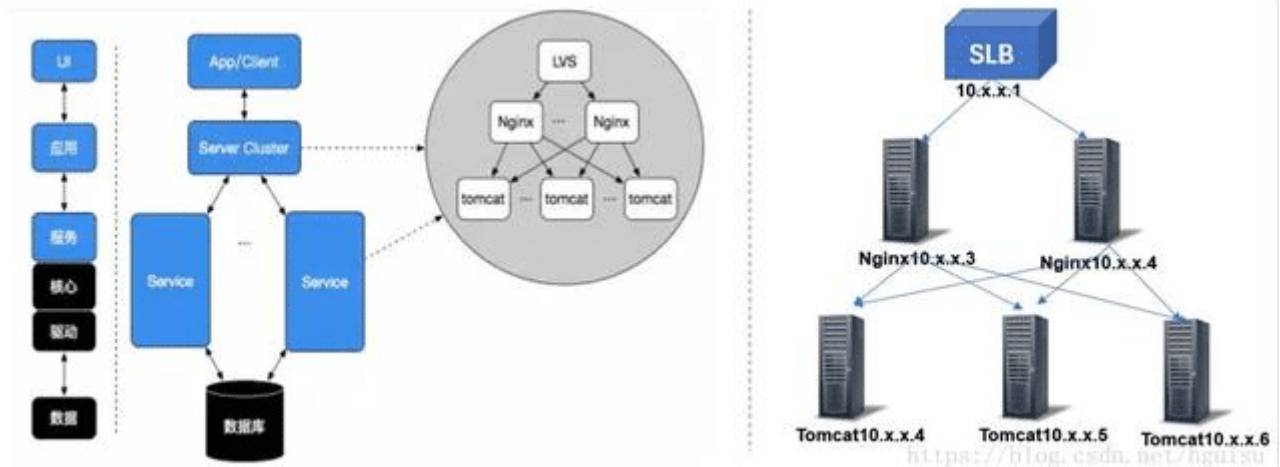 UI
应用
服务
核心
驱动
数据
App/Client
Server Cluster
...
Service
Service
数据库
LVS
Nginx
...
Nginx
tomcat
...
tomcat
...
tomcat
SLB
10.x.x.1
Nginx10.x.x.3
Nginx10.x.x.4
Tomcat10.x.x.4
Tomcat10.x.x.5
Tomcat10.x.x.6
https://blog.csdn.net/hguisu